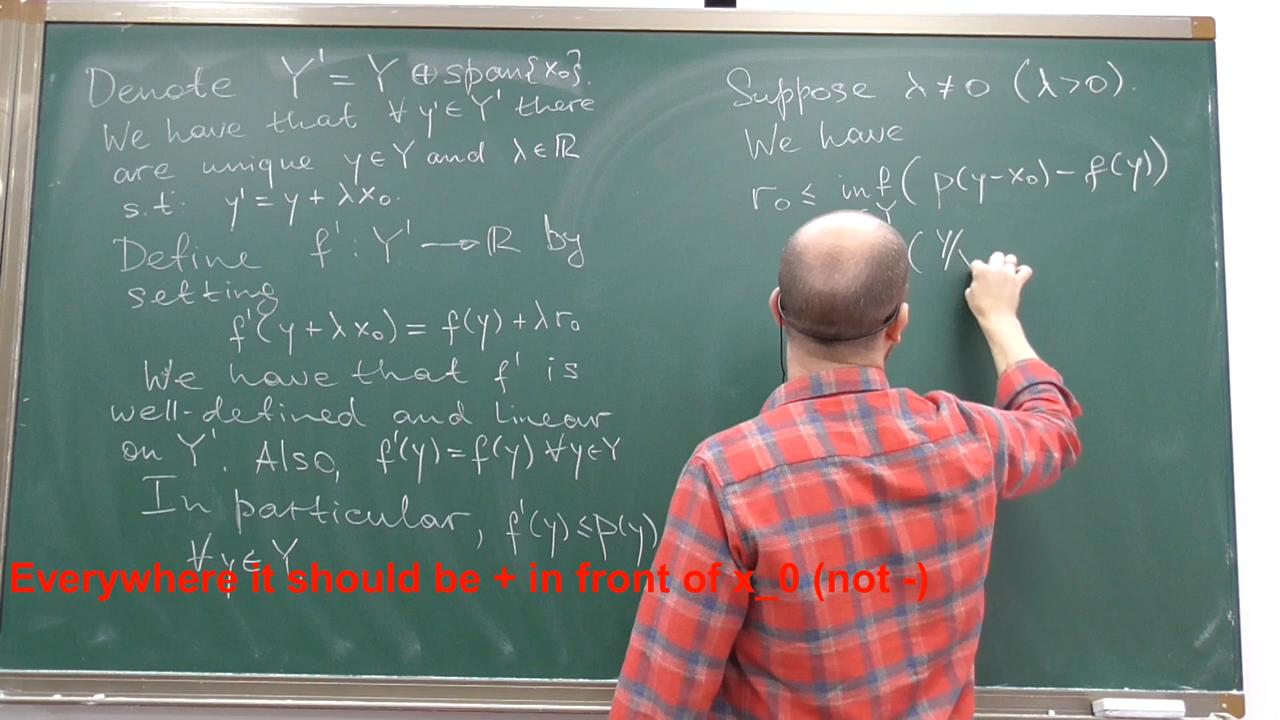 Denote Y' = Y ⊕ span{x₀}.
We have that ∀ y' ∈ Y' there
are unique y ∈ Y and λ ∈ ℝ
s.t. y' = y + λx₀.
Define f' : Y' → ℝ by
setting
f'(y + λx₀) = f(y) + λr₀
We have that f' is
well-defined and linear
on Y'. Also, f'(y) = f(y) ∀y∈Y
In particular, f'(y) ≤ p(y)
∀ y ∈ Y
Suppose λ ≠ 0 (λ > 0).
We have
r₀ ≤ inf ( p(y - x₀) - f(y))
( y/λ
Everywhere it should be + in front of x_0 (not -)